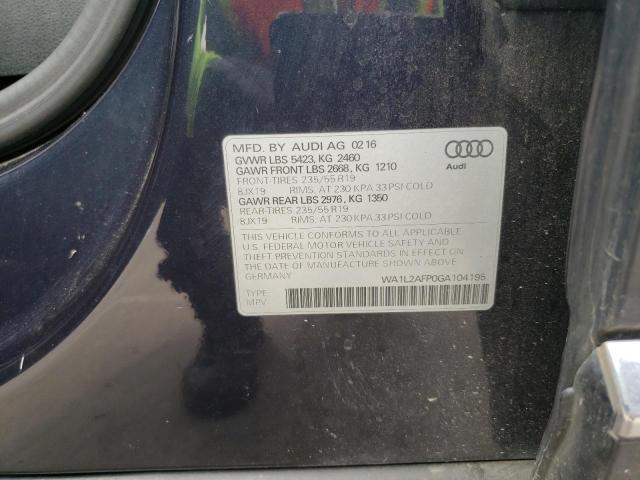 MFD. BY AUDI AG 02 16
GVWR LBS 5423, KG 2460
GAWR FRONT LBS 2668, KG 1210
FRONT-TIRES 235/55 R19
8JX19 RIMS, AT 230 KPA 33 PSI COLD
GAWR REAR LBS 2976, KG 1350
REAR-TIRES 235/55 R19
8JX19 RIMS, AT 230 KPA 33 PSI COLD
Audi
THIS VEHICLE CONFORMS TO ALL APPLICABLE
U.S. FEDERAL MOTOR VEHICLE SAFETY AND
THEFT PREVENTION STANDARDS IN EFFECT ON
THE DATE OF MANUFACTURE SHOWN ABOVE
GERMANY
WA1L2AFP0GA104195
TYPE:
MPV